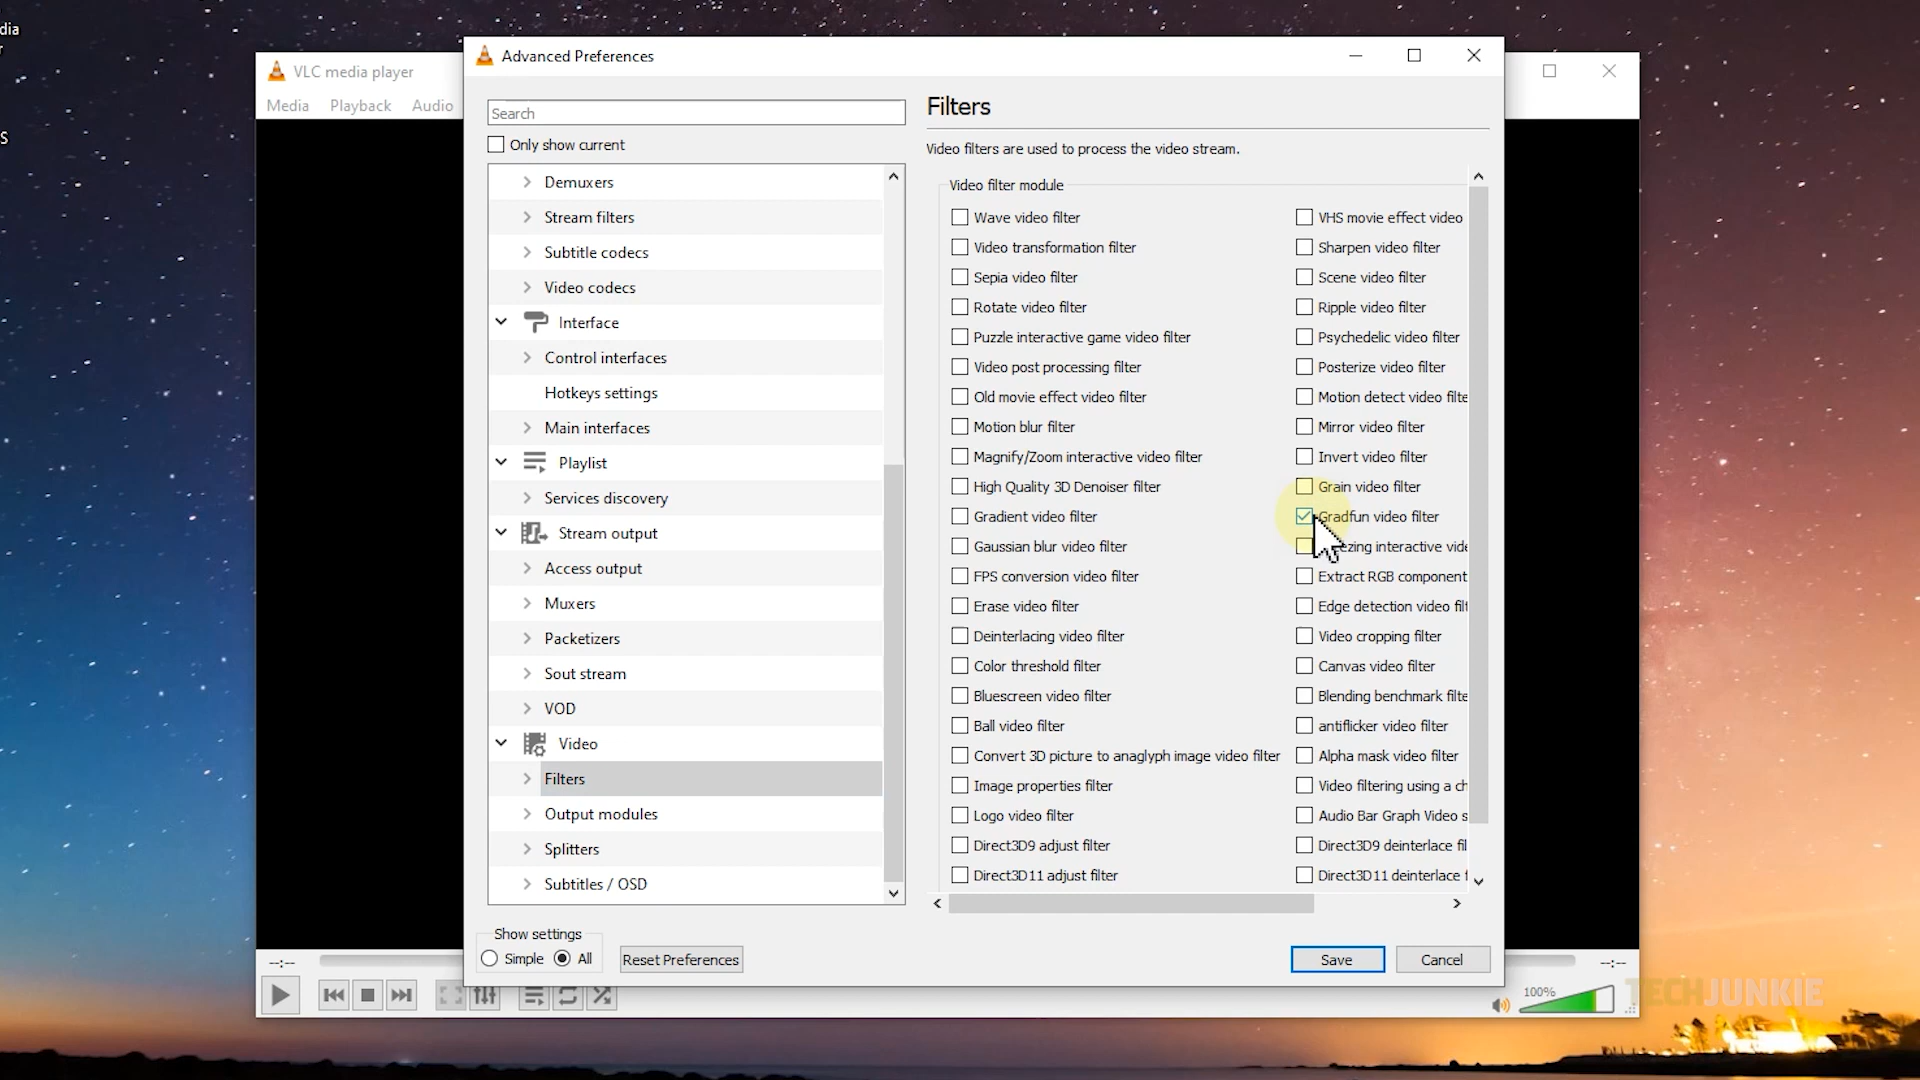 dia
r
S
VLC media player
Media Playback Audio
Advanced Preferences
Search
Only show current
Demuxers
Stream filters
Subtitle codecs
Video codecs
Interface
Control interfaces
Hotkeys settings
Main interfaces
Playlist
Services discovery
Stream output
Access output
Muxers
Packetizers
Sout stream
VOD
Video
Filters
Output modules
Splitters
Subtitles / OSD
Show settings
Simple All Reset Preferences
Filters
Video filters are used to process the video stream.
Video filter module
Wave video filter VHS movie effect video
Video transformation filter Sharpen video filter
Sepia video filter Scene video filter
Rotate video filter Ripple video filter
Puzzle interactive game video filter Psychedelic video filter
Video post processing filter Posterize video filter
Old movie effect video filter Motion detect video filte
Motion blur filter Mirror video filter
Magnify/Zoom interactive video filter Invert video filter
High Quality 3D Denoiser filter Grain video filter
Gradient video filter Gradfun video filter
Gaussian blur video filter ezing interactive vide
FPS conversion video filter Extract RGB component
Erase video filter Edge detection video filt
Deinterlacing video filter Video cropping filter
Color threshold filter Canvas video filter
Bluescreen video filter Blending benchmark filte
Ball video filter antiflicker video filter
Convert 3D picture to anaglyph image video filter Alpha mask video filter
Image properties filter Video filtering using a ch
Logo video filter Audio Bar Graph Video s
Direct3D9 adjust filter Direct3D9 deinterlace fil
Direct3D11 adjust filter Direct3D11 deinterlace f
Save Cancel
--:-- --:--
100%
TECHJUNKIE